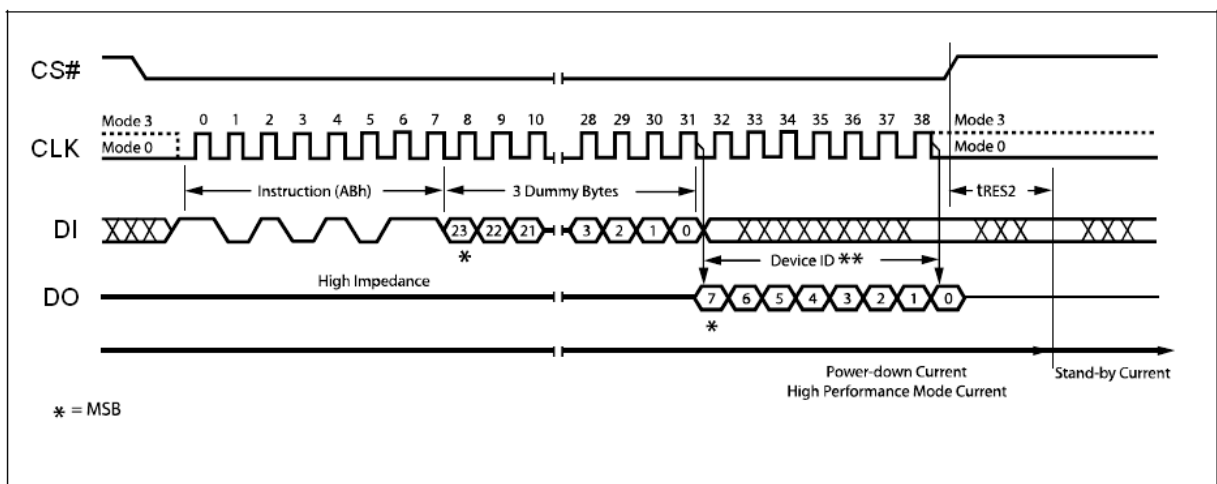 CS#
Mode 3 0 1 2 3 4 5 6 7 8 9 10 28 29 30 31 32 33 34 35 36 37 38 Mode 3
CLK Mode 0 Mode 0
Instruction (ABh) 3 Dummy Bytes tRES2
DI 23 22 21 3 2 1 0
*
Device ID **
High Impedance
DO 7 6 5 4 3 2 1 0
*
Power-down Current Stand-by Current
High Performance Mode Current
* = MSB